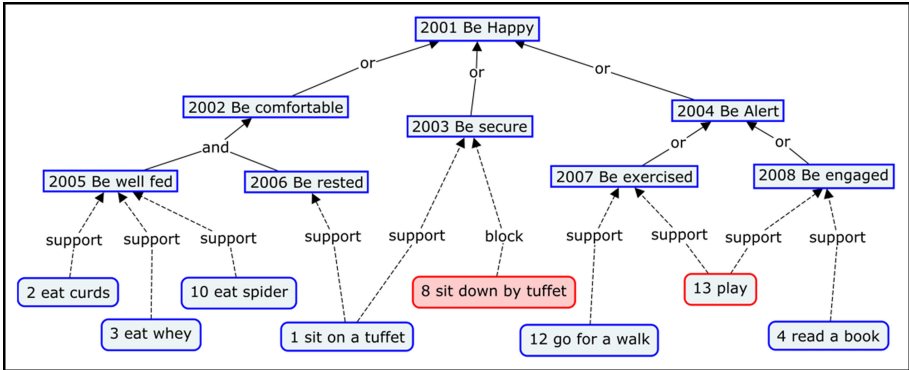 2001 Be Happy
or
or
or
2002 Be comfortable
2003 Be secure
2004 Be Alert
and
or
or
2005 Be well fed
2006 Be rested
2007 Be exercised
2008 Be engaged
support
support
support
support
support
block
support
support
support
support
2 eat curds
10 eat spider
8 sit down by tuffet
13 play
3 eat whey
1 sit on a tuffet
12 go for a walk
4 read a book